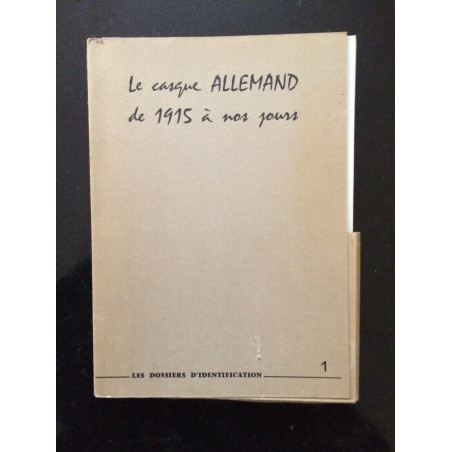 Le casque ALLEMAND
de 1915 à nos jours
LES DOSSIERS D'IDENTIFICATION
1